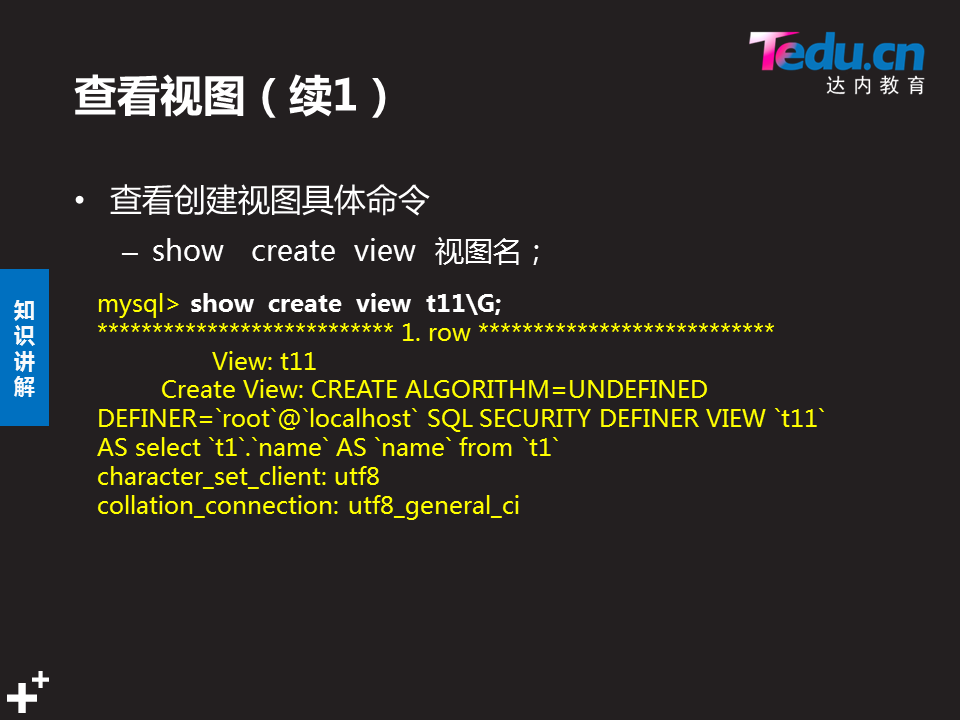 Tedu.cn
达内教育
查看视图（续1）
• 查看创建视图具体命令
– show create view 视图名；
知识讲解
mysql> show create view t11\G;
*************************** 1. row ***************************
View: t11
Create View: CREATE ALGORITHM=UNDEFINED
DEFINER=`root`@`localhost` SQL SECURITY DEFINER VIEW `t11`
AS select `t1`.`name` AS `name` from `t1`
character_set_client: utf8
collation_connection: utf8_general_ci